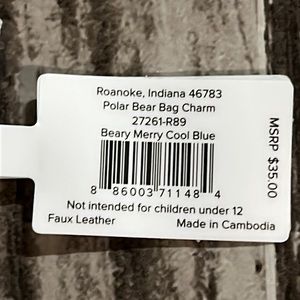 Roanoke, Indiana 46783
Polar Bear Bag Charm
27261-R89
Beary Merry Cool Blue
8 86003 71148 4
Not intended for children under 12
Faux Leather Made in Cambodia
MSRP $35.00